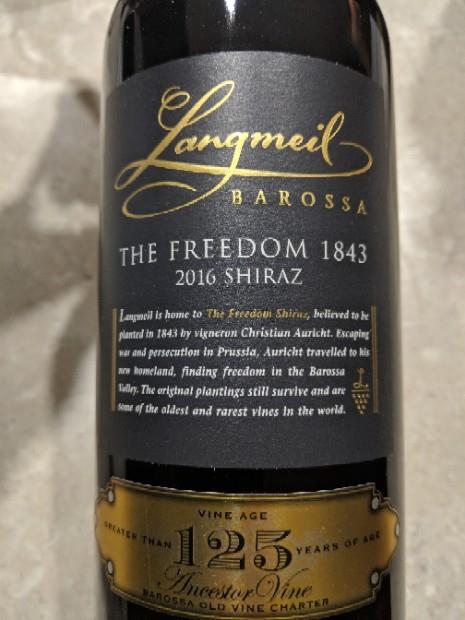 Langmeil
BAROSSA
THE FREEDOM 1843
2016 SHIRAZ
Langmeil is home to The Freedom Shiraz, believed to be
planted in 1843 by vigneron Christian Auricht. Escaping
war and persecution in Prussia, Auricht travelled to his
new homeland, finding freedom in the Barossa
Valley. The original plantings still survive and are
some of the oldest and rarest vines in the world.
VINE AGE
GREATER THAN 125 YEARS OF AGE
Ancestor Vine
BAROSSA OLD VINE CHARTER